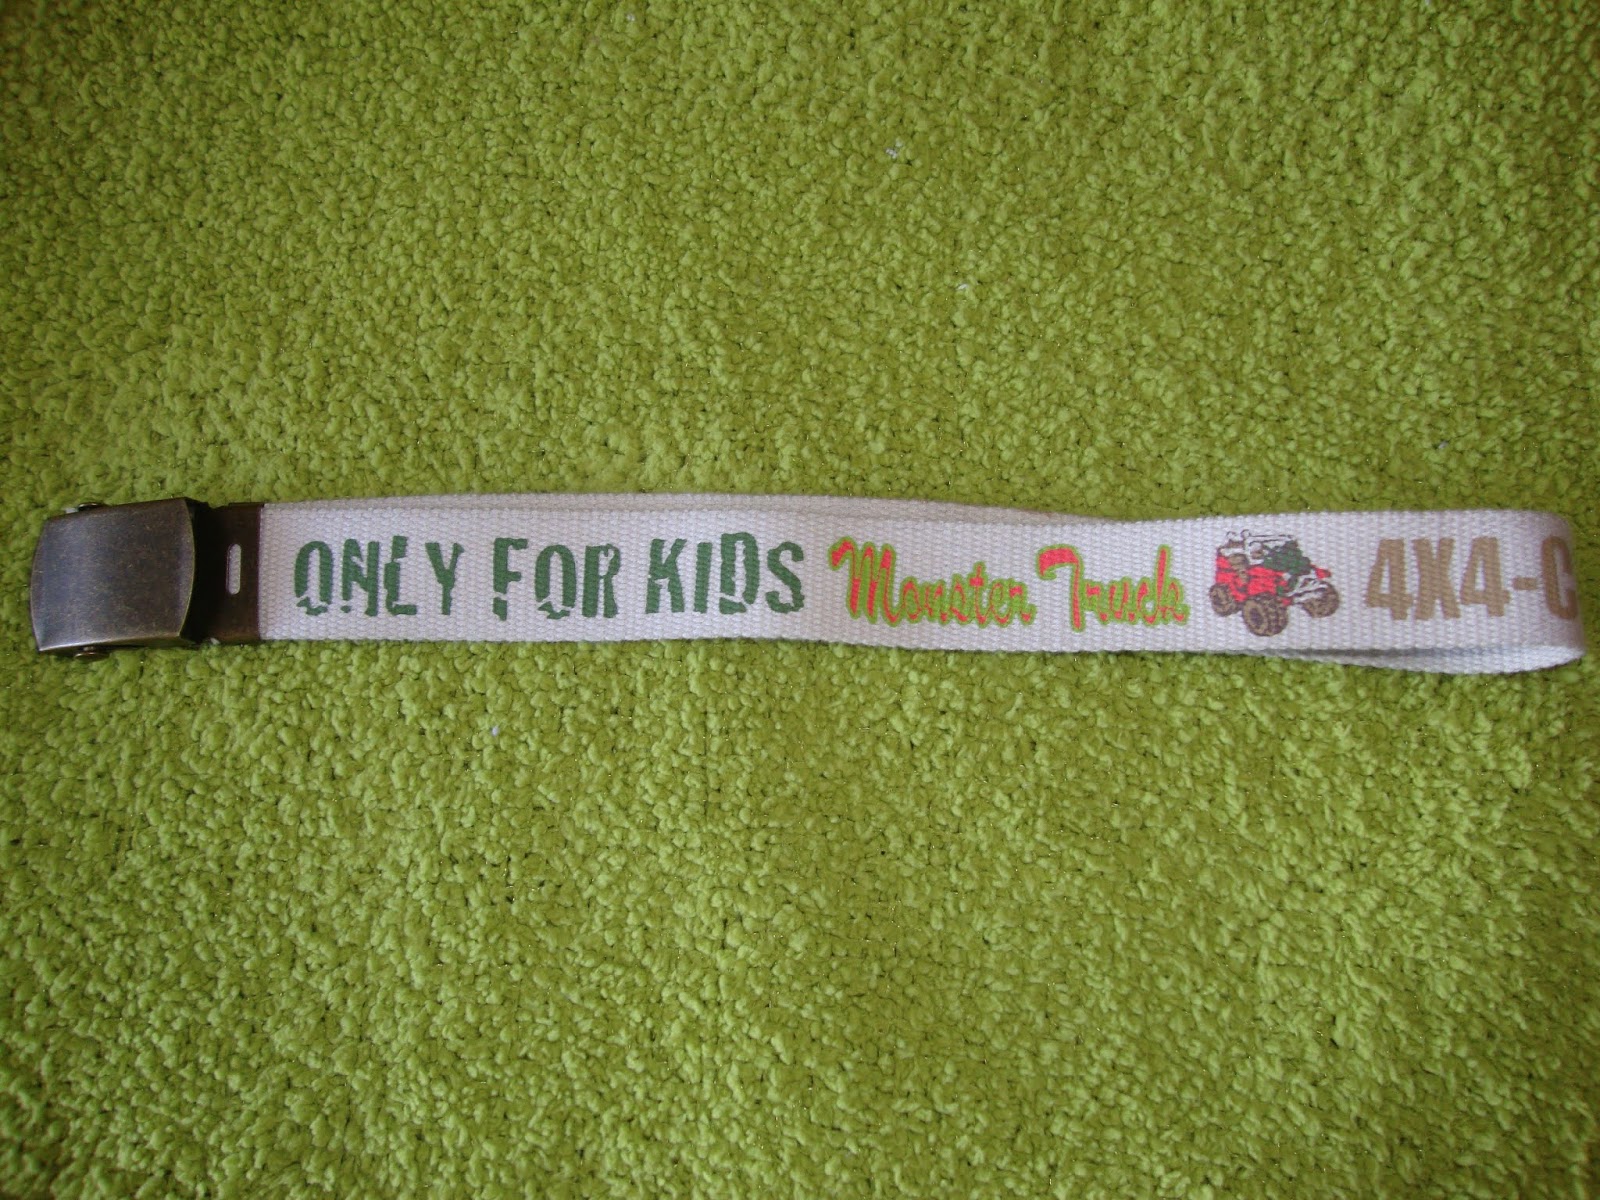 ONLY FOR KIDS Monster Truck 4X4-C